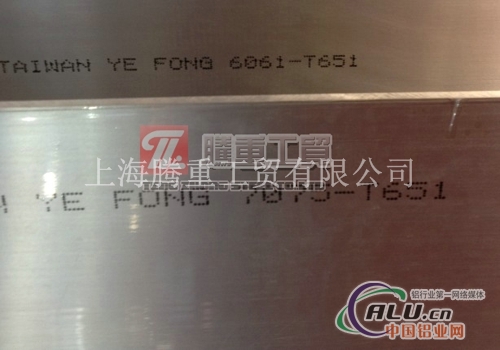 TAIWAN YE FONG 6061-T651
腾重工贸
上海腾重工贸有限公司
YE FONG 7075-T651
铝行业第一网络媒体
ALU.cn
中国铝业网